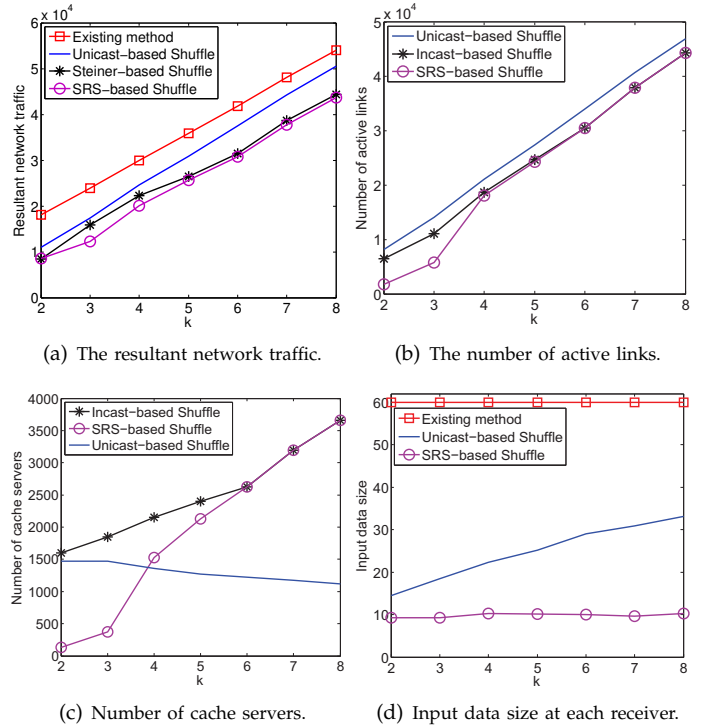 6 x 10^4
Existing method
Unicast−based Shuffle
Steiner−based Shuffle
SRS−based Shuffle
Resultant network traffic
5
4
3
2
1
0
2 3 4 5 6 7 8
k
(a) The resultant network traffic.
5 x 10^4
Unicast−based Shuffle
Incast−based Shuffle
SRS−based Shuffle
Number of active links
4
3
2
1
0
2 3 4 5 6 7 8
k
(b) The number of active links.
4000
Incast−based Shuffle
SRS−based Shuffle
Unicast−based Shuffle
Number of cache servers
3500
3000
2500
2000
1500
1000
500
0
2 3 4 5 6 7 8
k
(c) Number of cache servers.
60
Existing method
Unicast−based Shuffle
SRS−based Shuffle
Input data size
50
40
30
20
10
0
2 3 4 5 6 7 8
k
(d) Input data size at each receiver.